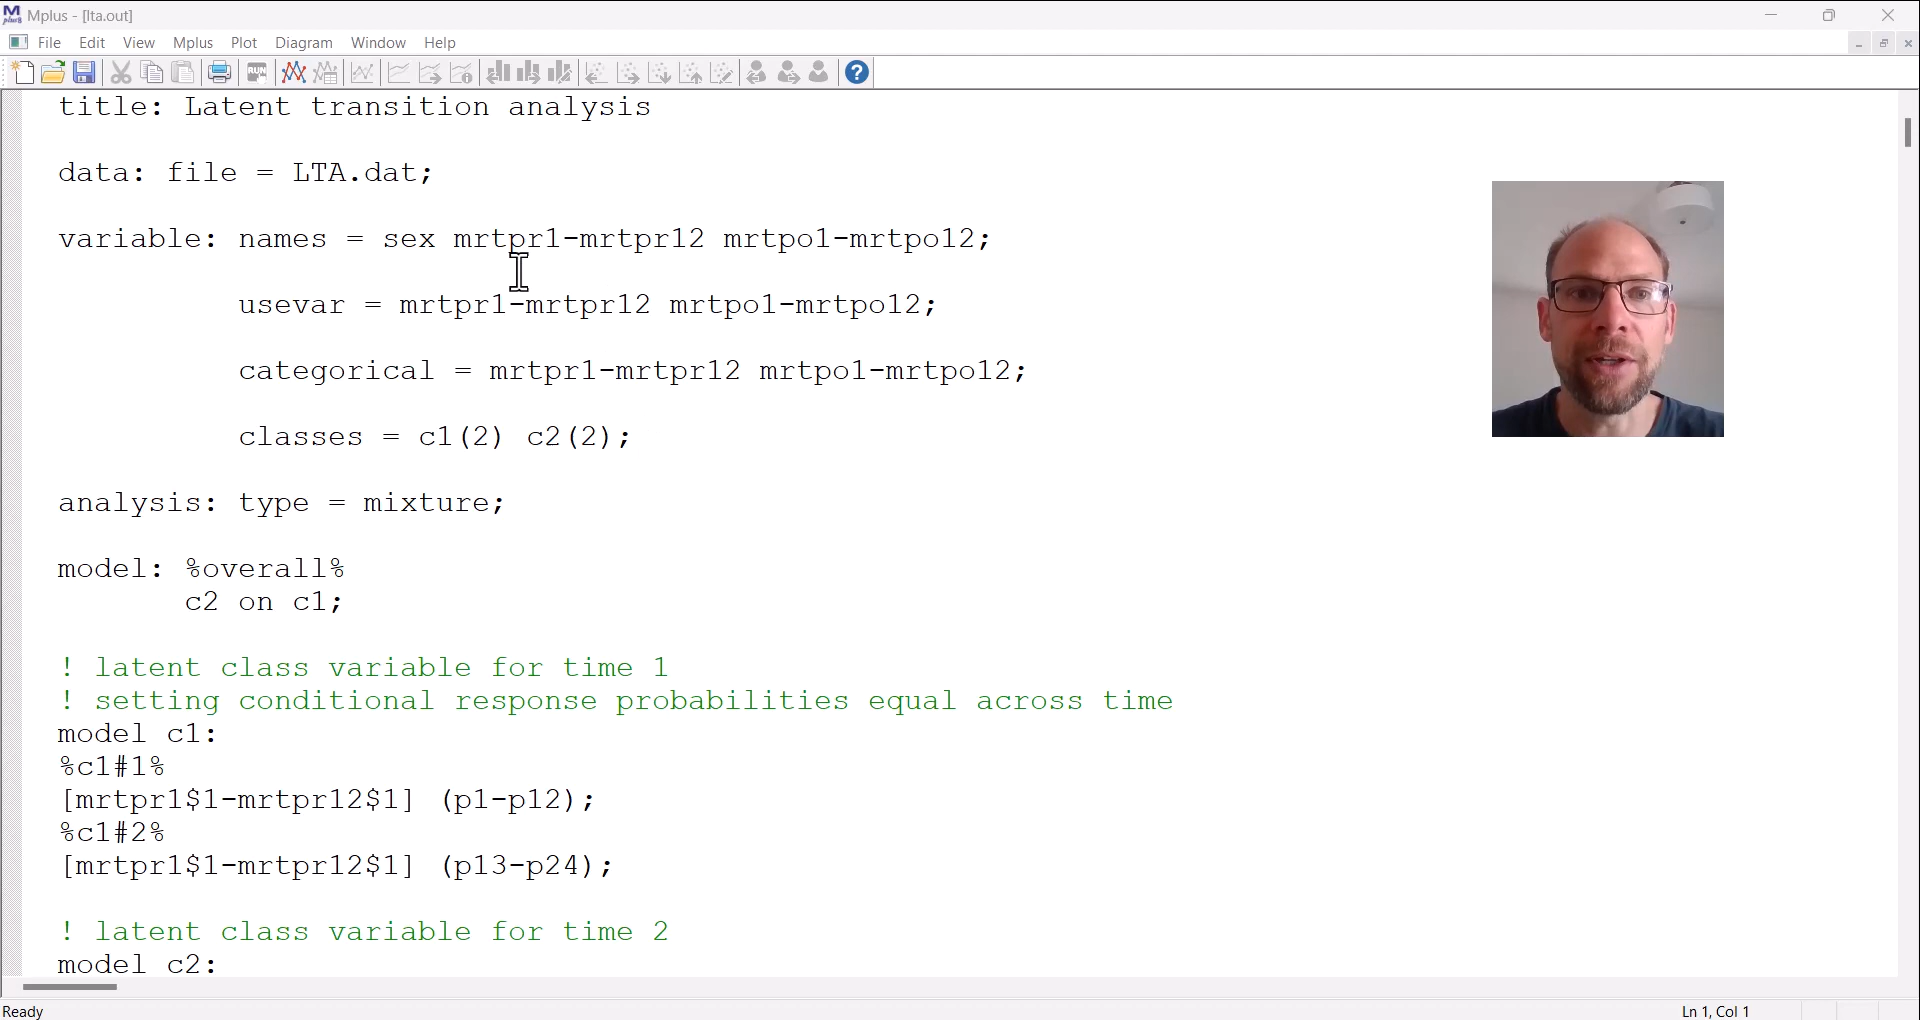 Mplus - [lta.out]
File Edit View Mplus Plot Diagram Window Help
RUN
title: Latent transition analysis
data: file = LTA.dat;
variable: names = sex mrtpr1-mrtpr12 mrtpo1-mrtpo12;
usevar = mrtpr1-mrtpr12 mrtpo1-mrtpo12;
categorical = mrtpr1-mrtpr12 mrtpo1-mrtpo12;
classes = c1(2) c2(2);
analysis: type = mixture;
model: %overall%
c2 on c1;
! latent class variable for time 1
! setting conditional response probabilities equal across time
model c1:
%c1#1%
[mrtpr1$1-mrtpr12$1] (p1-p12);
%c1#2%
[mrtpr1$1-mrtpr12$1] (p13-p24);
! latent class variable for time 2
model c2:
Ready
Ln 1, Col 1